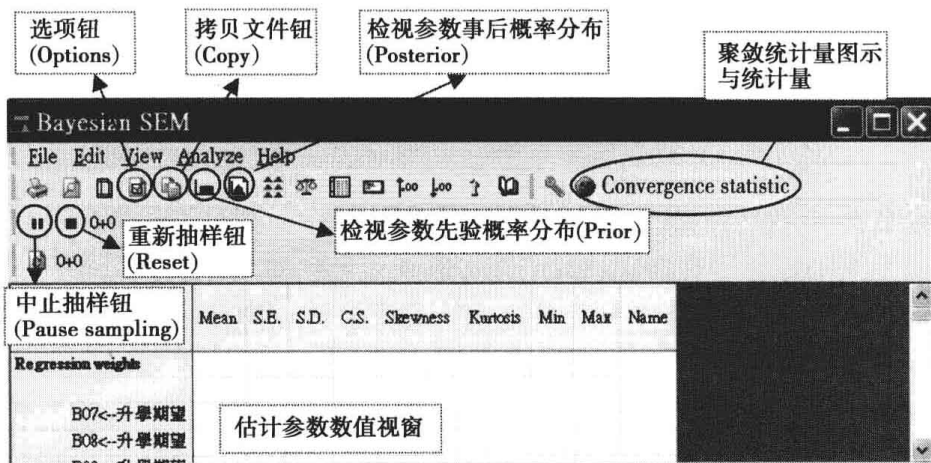 选项钮
(Options)
拷贝文件钮
(Copy)
检视参数事后概率分布
(Posterior)
聚敛统计量图示
与统计量
Bayesian SEM
File Edit View Analyze Help
Convergence statistic
0+0
重新抽样钮
(Reset)
检视参数先验概率分布(Prior)
0+0
中止抽样钮
(Pause sampling)
Mean S.E. S.D. C.S. Skewness Kurtosis Min Max Name
Regression weights
B07<--升學期望
B08<--升學期望
估计参数数值视窗